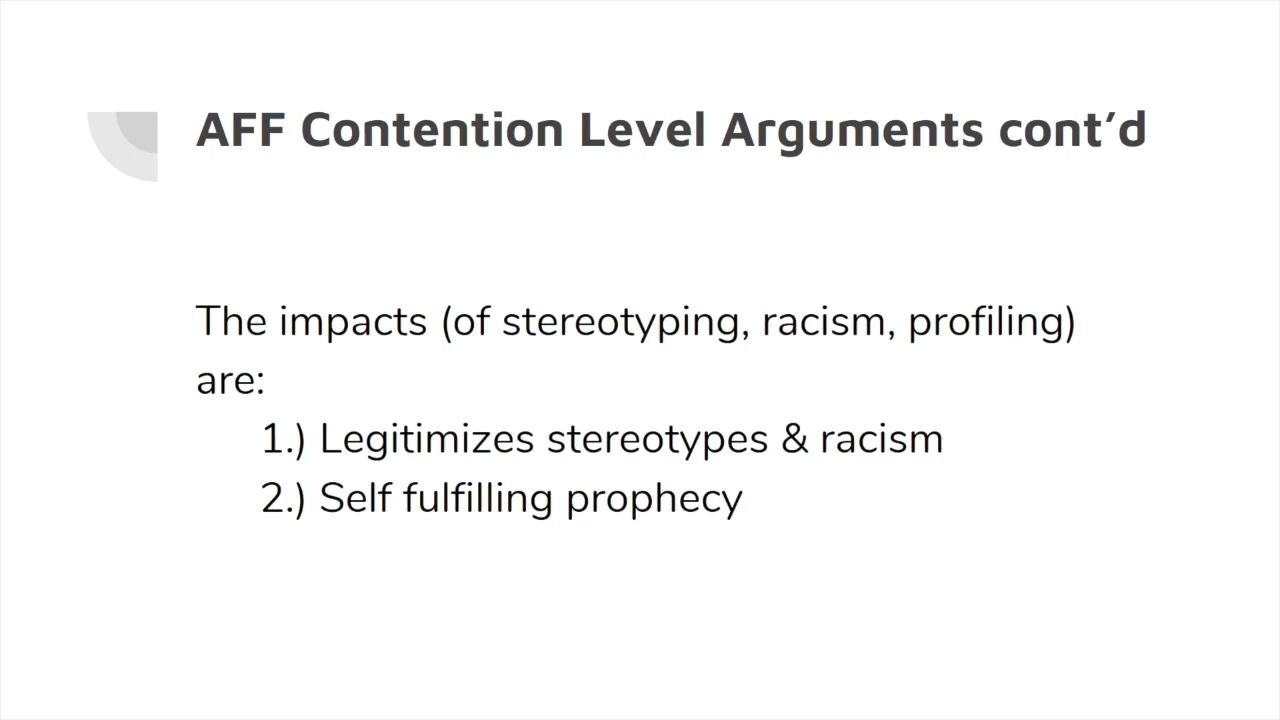 AFF Contention Level Arguments cont’d
The impacts (of stereotyping, racism, profiling)
are:
1.) Legitimizes stereotypes & racism
2.) Self fulfilling prophecy